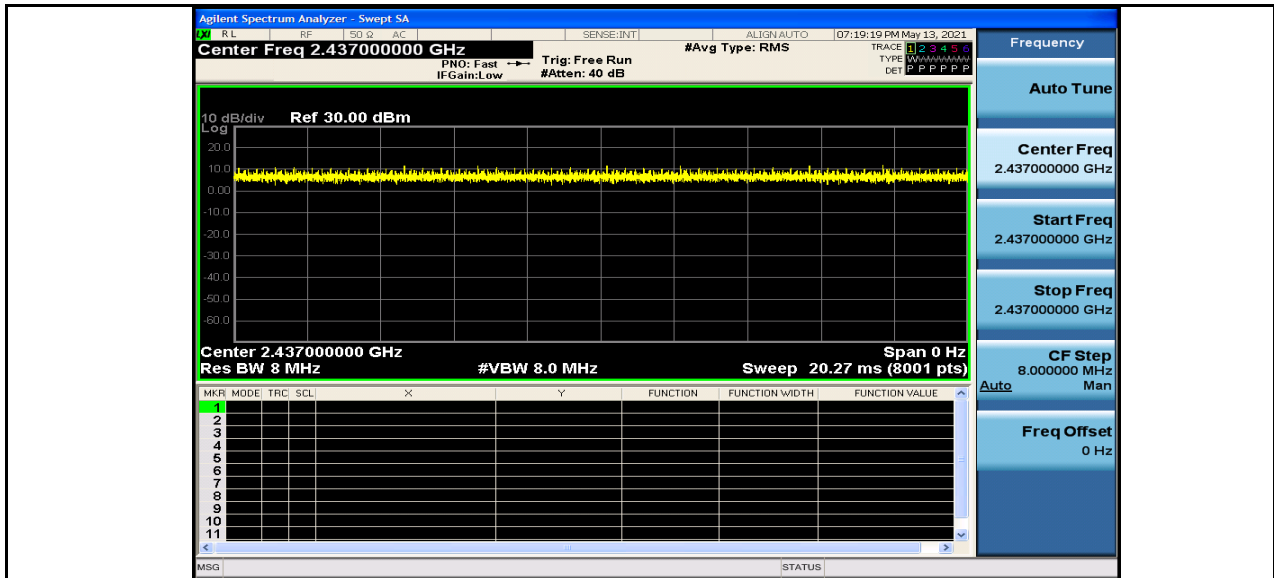 Agilent Spectrum Analyzer - Swept SA
LXI RL RF 50 Ω AC SENSE:INT ALIGN AUTO 07:19:19 PM May 13, 2021
Center Freq 2.437000000 GHz #Avg Type: RMS TRACE 1 2 3 4 5 6
PNO: Fast Trig: Free Run TYPE WWWWWW
IFGain:Low #Atten: 40 dB DET P P P P P P
10 dB/div Ref 30.00 dBm
Log
20.0
10.0
0.00
-10.0
-20.0
-30.0
-40.0
-50.0
-60.0
Center 2.437000000 GHz Span 0 Hz
Res BW 8 MHz #VBW 8.0 MHz Sweep 20.27 ms (8001 pts)
MKR MODE TRC SCL X Y FUNCTION FUNCTION WIDTH FUNCTION VALUE
1
2
3
4
5
6
7
8
9
10
11
MSG STATUS
Frequency
Auto Tune
Center Freq
2.437000000 GHz
Start Freq
2.437000000 GHz
Stop Freq
2.437000000 GHz
CF Step
8.000000 MHz
Auto Man
Freq Offset
0 Hz